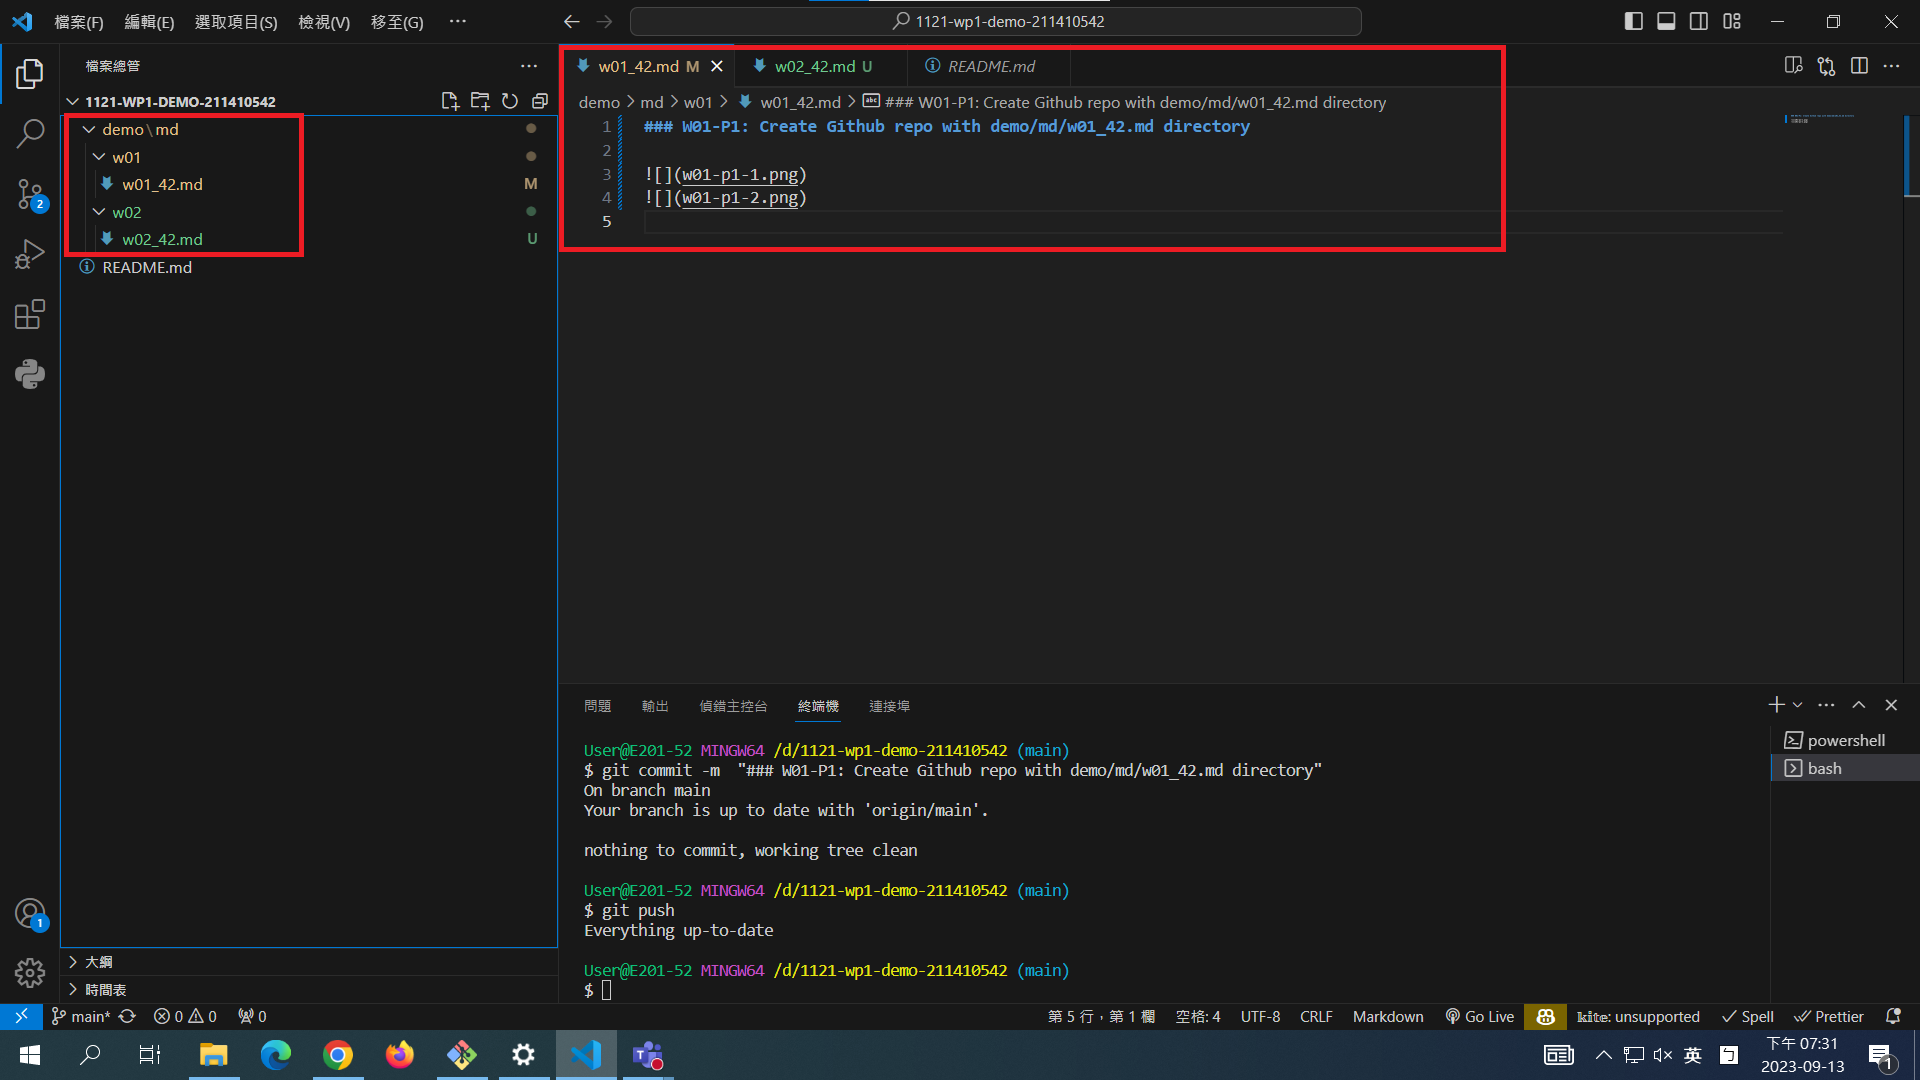 檔案(F) 編輯(E) 選取項目(S) 檢視(V) 移至(G) ···
1121-wp1-demo-211410542
檔案總管
1121-WP1-DEMO-211410542
demo\md
w01
w01_42.md M
w02
w02_42.md U
README.md
大綱
時間表
2
1
w01_42.md M
w02_42.md U
README.md
demo > md > w01 > w01_42.md > ### W01-P1: Create Github repo with demo/md/w01_42.md directory
1 ### W01-P1: Create Github repo with demo/md/w01_42.md directory
2
3 ![](w01-p1-1.png)
4 ![](w01-p1-2.png)
5
問題 輸出 偵錯主控台 終端機 連接埠
User@E201-52 MINGW64 /d/1121-wp1-demo-211410542 (main)
$ git commit -m  "### W01-P1: Create Github repo with demo/md/w01_42.md directory"
On branch main
Your branch is up to date with 'origin/main'.
nothing to commit, working tree clean
User@E201-52 MINGW64 /d/1121-wp1-demo-211410542 (main)
$ git push
Everything up-to-date
User@E201-52 MINGW64 /d/1121-wp1-demo-211410542 (main)
$
powershell
bash
main* 0 0 0 第 5 行，第 1 欄 空格: 4 UTF-8 CRLF Markdown Go Live kite: unsupported Spell Prettier
英 ㄅ 下午 07:31
2023-09-13
1